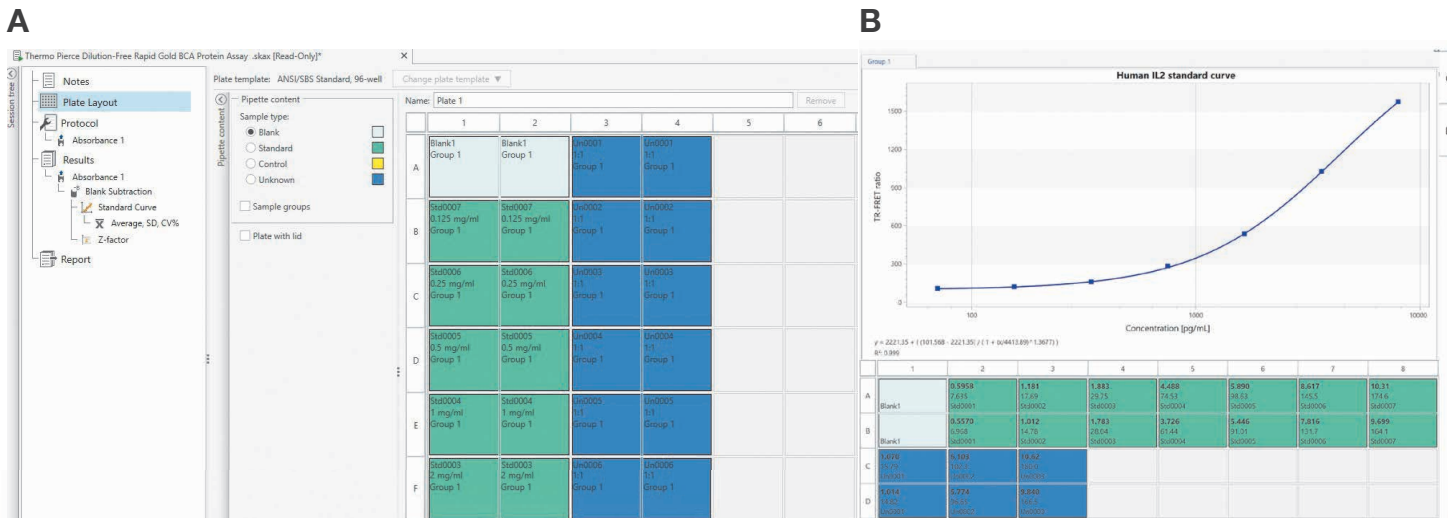 A
Thermo Pierce Dilution-Free Rapid Gold BCA Protein Assay .skax [Read-Only]*
Session tree
Notes
Plate Layout
Protocol
Absorbance 1
Results
Absorbance 1
Blank Subtraction
Standard Curve
Average, SD, CV%
Z-factor
Report
Plate template: ANSI/SBS Standard, 96-well
Change plate template
Pipette content
Pipette content
Sample type:
Blank
Standard
Control
Unknown
Sample groups
Plate with lid
Name: Plate 1
Remove
1 2 3 4 5 6
A
Blank1 Blank1 Un0001 Un0001
Group 1 Group 1 1:1 1:1
Group 1 Group 1
B
Std0007 Std0007 Un0002 Un0002
0.125 mg/ml 0.125 mg/ml 1:1 1:1
Group 1 Group 1 Group 1 Group 1
C
Std0006 Std0006 Un0003 Un0003
0.25 mg/ml 0.25 mg/ml 1:1 1:1
Group 1 Group 1 Group 1 Group 1
D
Std0005 Std0005 Un0004 Un0004
0.5 mg/ml 0.5 mg/ml 1:1 1:1
Group 1 Group 1 Group 1 Group 1
E
Std0004 Std0004 Un0005 Un0005
1 mg/ml 1 mg/ml 1:1 1:1
Group 1 Group 1 Group 1 Group 1
F
Std0003 Std0003 Un0006 Un0006
2 mg/ml 2 mg/ml 1:1 1:1
Group 1 Group 1 Group 1 Group 1
B
Group 1
Human IL2 standard curve
TR-FRET ratio
1500
1200
900
600
300
0
100 1000 10000
Concentration [pg/mL]
1 2 3 4 5 6 7 8
A
0.5958 1.181 1.883 4.488 5.890 8.617 10.31
17.69 29.75 74.53 98.63 145.5 174.6
Blank1 Std0001 Std0002 Std0003 Std0004 Std0005 Std0006 Std0007
B
0.5570 1.012 1.783 3.726 5.446 7.816 9.699
14.78 28.04 61.44 91.01 131.7 164.1
Blank1 Std0001 Std0002 Std0003 Std0004 Std0005 Std0006 Std0007
C
D